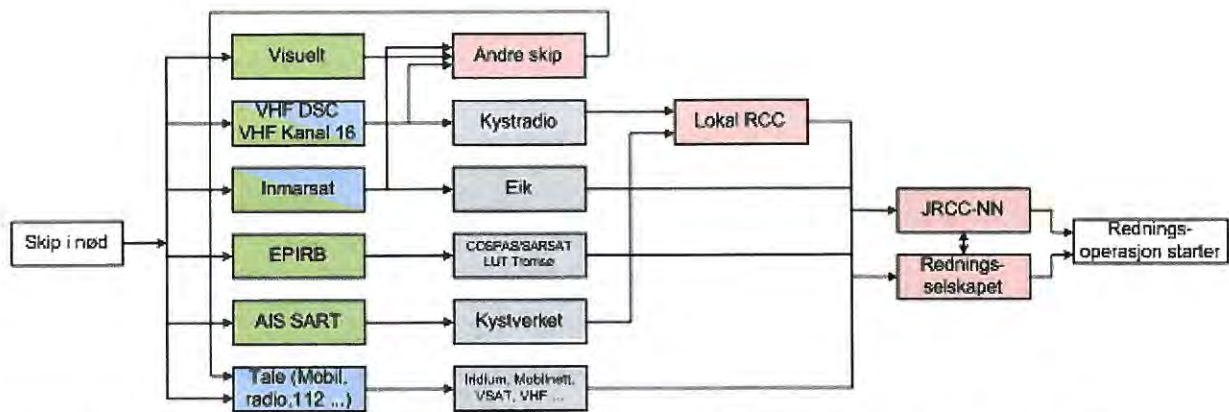 Visuelt
Andre skip
VHF DSC
VHF Kanal 16
Kystradio
Lokal RCC
Inmarsat
Eik
JRCC-NN
Skip i nød
EPIRB
COSPAS/SARSAT
LUT Tromsø
Rednings-
selskapet
Rednings-
operasjon starter
AIS SART
Kystverket
Tale (Mobil,
radio,112 ...)
Iridium, Mobilnett,
VSAT, VHF ...